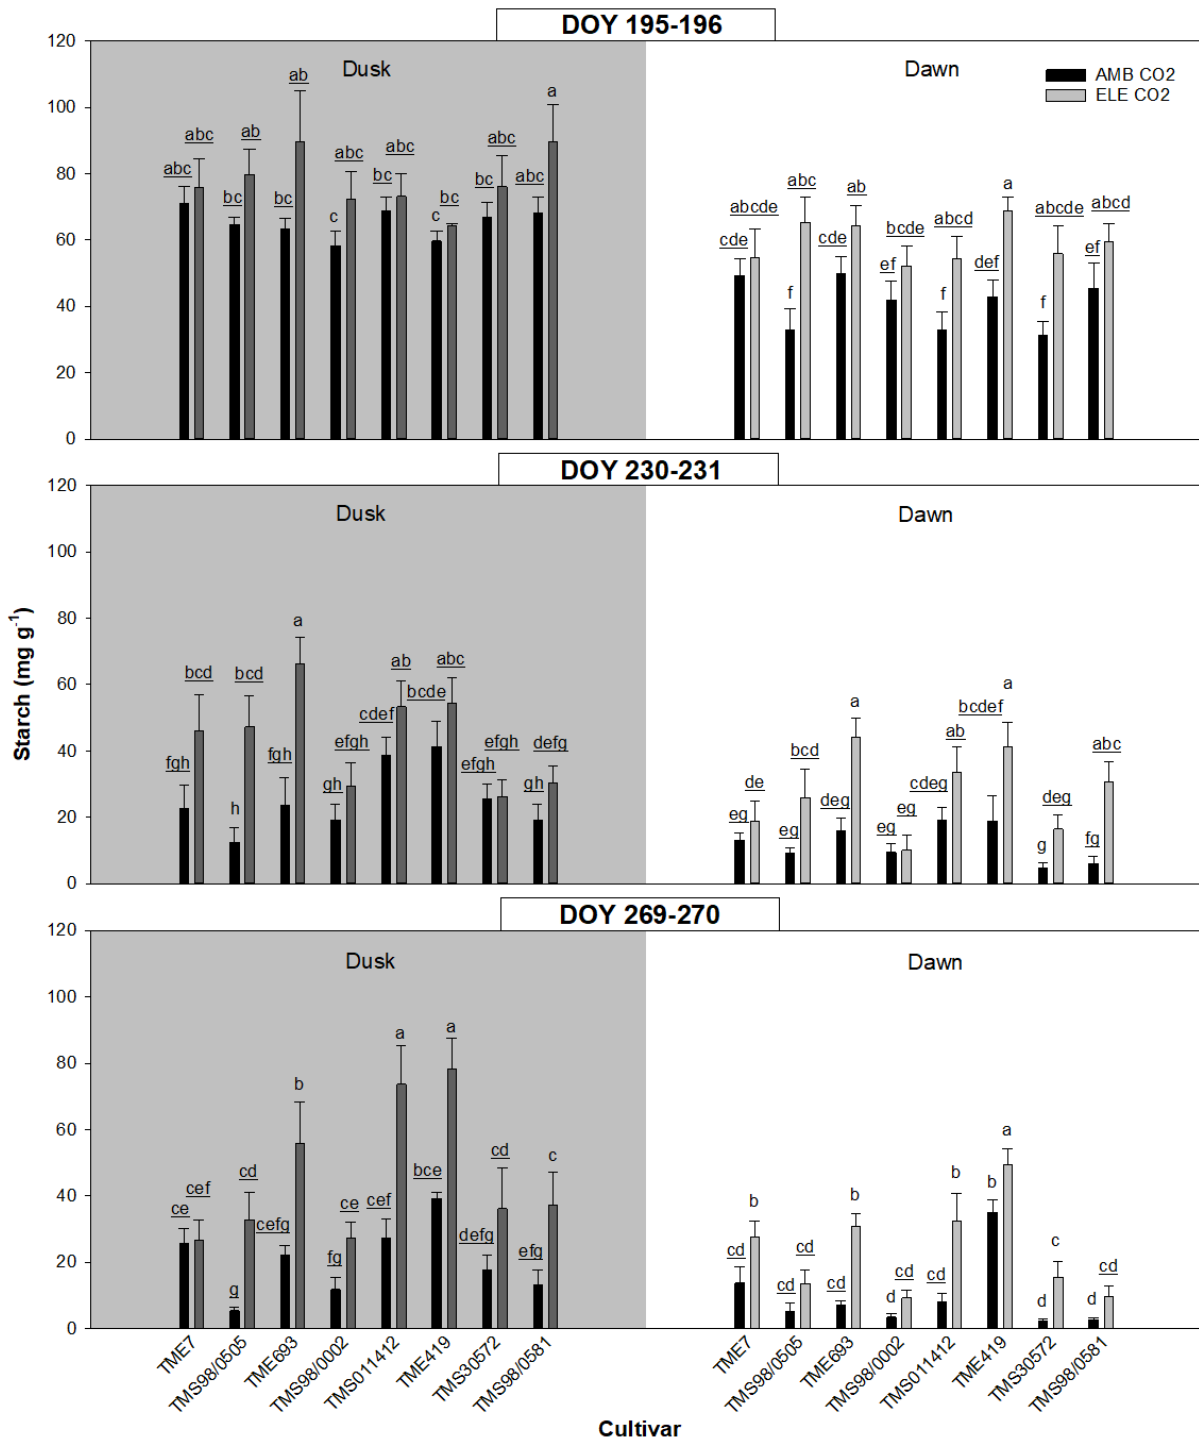 DOY 195-196
Dusk
Dawn
AMB CO2
ELE CO2
120
100
80
60
40
20
0
abc
abc
bc
ab
bc
ab
c
abc
bc
abc
c
bc
bc
abc
abc
a
cde
abcde
f
abc
cde
ab
ef
bcde
f
abcd
def
a
f
abcde
ef
abcd
DOY 230-231
Dusk
Dawn
120
100
80
60
40
20
0
fgh
bcd
h
bcd
fgh
a
gh
efgh
cdef
ab
bcde
abc
efgh
efgh
gh
defg
eg
de
eg
bcd
deg
a
eg
eg
cdeg
ab
bcdef
a
g
deg
fg
abc
Starch (mg g-1)
DOY 269-270
Dusk
Dawn
120
100
80
60
40
20
0
ce
cef
g
cd
cefg
b
fg
ce
cef
a
bce
a
defg
cd
efg
c
cd
b
cd
cd
cd
b
d
cd
cd
b
b
a
d
c
d
cd
TME7
TMS98/0505
TME693
TMS98/0002
TMS011412
TME419
TMS30572
TMS98/0581
TME7
TMS98/0505
TME693
TMS98/0002
TMS011412
TME419
TMS30572
TMS98/0581
Cultivar